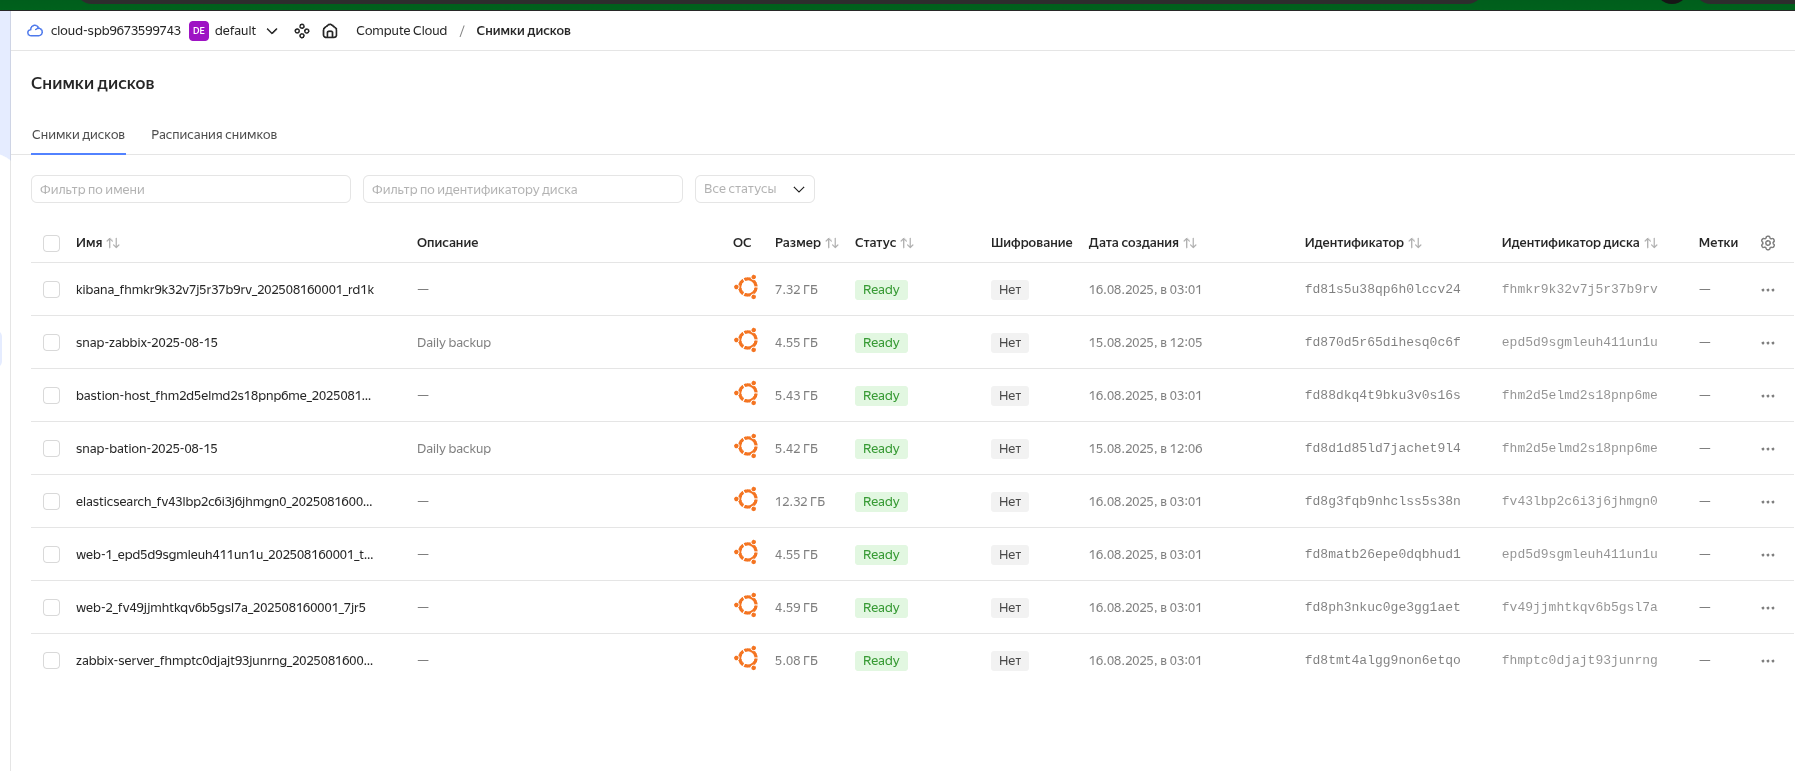 cloud-spb9673599743 DE default Compute Cloud / Снимки дисков
Снимки дисков
Снимки дисков Расписания снимков
Фильтр по имени Фильтр по идентификатору диска Все статусы
Имя Описание ОС Размер Статус Шифрование Дата создания Идентификатор Идентификатор диска Метки
kibana_fhmkr9k32v7j5r37b9rv_202508160001_rd1k — 7.32 ГБ Ready Нет 16.08.2025, в 03:01 fd81s5u38qp6h0lccv24 fhmkr9k32v7j5r37b9rv —
snap-zabbix-2025-08-15 Daily backup 4.55 ГБ Ready Нет 15.08.2025, в 12:05 fd870d5r65dihesq0c6f epd5d9sgmleuh411un1u —
bastion-host_fhm2d5elmd2s18pnp6me_2025081... — 5.43 ГБ Ready Нет 16.08.2025, в 03:01 fd88dkq4t9bku3v0s16s fhm2d5elmd2s18pnp6me —
snap-bation-2025-08-15 Daily backup 5.42 ГБ Ready Нет 15.08.2025, в 12:06 fd8d1d85ld7jachet9l4 fhm2d5elmd2s18pnp6me —
elasticsearch_fv43lbp2c6i3j6jhmgn0_2025081600... — 12.32 ГБ Ready Нет 16.08.2025, в 03:01 fd8g3fqb9nhclss5s38n fv43lbp2c6i3j6jhmgn0 —
web-1_epd5d9sgmleuh411un1u_202508160001_t... — 4.55 ГБ Ready Нет 16.08.2025, в 03:01 fd8matb26epe0dqbhud1 epd5d9sgmleuh411un1u —
web-2_fv49jjmhtkqv6b5gsl7a_202508160001_7jr5 — 4.59 ГБ Ready Нет 16.08.2025, в 03:01 fd8ph3nkuc0ge3gg1aet fv49jjmhtkqv6b5gsl7a —
zabbix-server_fhmptc0djajt93junrng_202508160​0... — 5.08 ГБ Ready Нет 16.08.2025, в 03:01 fd8tmt4algg9non6etqo fhmptc0djajt93junrng —